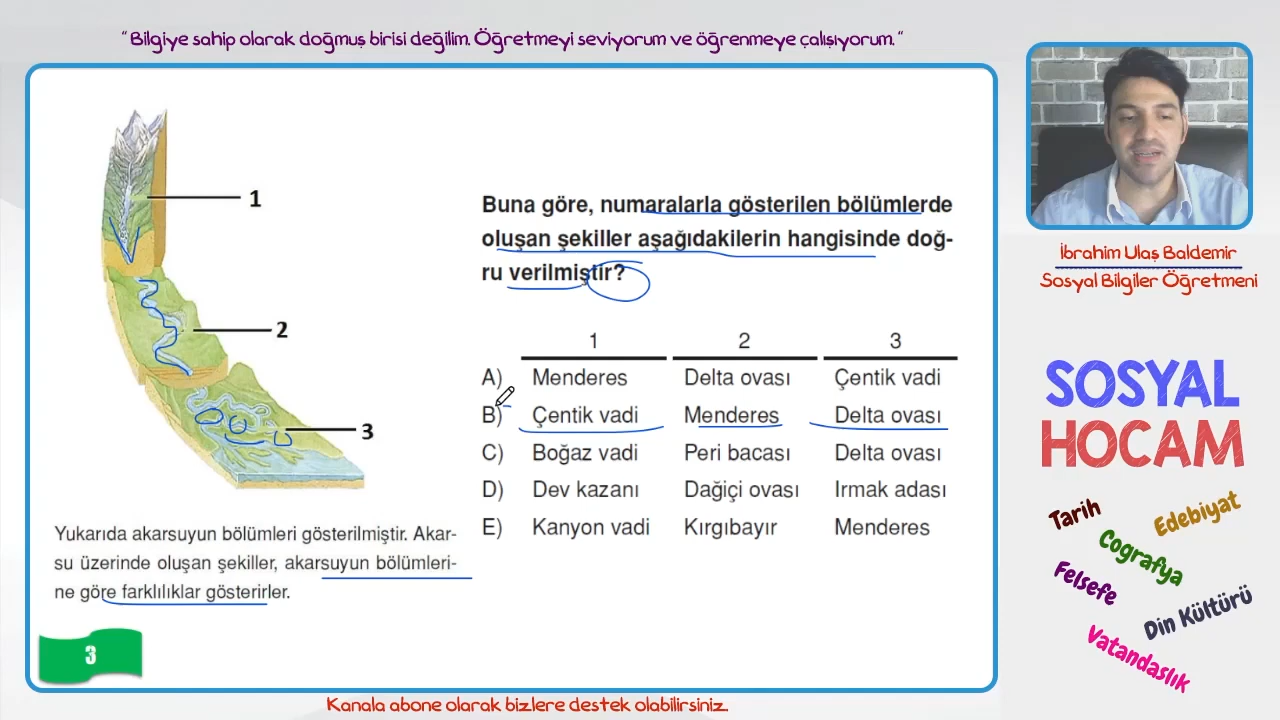 “ Bilgiye sahip olarak doğmuş birisi değilim. Öğretmeyi seviyorum ve öğrenmeye çalışıyorum. “
1
2
3
Yukarıda akarsuyun bölümleri gösterilmiştir. Akar-
su üzerinde oluşan şekiller, akarsuyun bölümleri-
ne göre farklılıklar gösterirler.
3
Buna göre, numaralarla gösterilen bölümlerde
oluşan şekiller aşağıdakilerin hangisinde doğ-
ru verilmiştir?
1 2 3
A) Menderes Delta ovası Çentik vadi
B) Çentik vadi Menderes Delta ovası
C) Boğaz vadi Peri bacası Delta ovası
D) Dev kazanı Dağiçi ovası Irmak adası
E) Kanyon vadi Kırgıbayır Menderes
İbrahim Ulaş Baldemir
Sosyal Bilgiler Öğretmeni
SOSYAL
HOCAM
Tarih
Edebiyat
Coğrafya
Felsefe
Din Kültürü
Vatandaslık
Kanala abone olarak bizlere destek olabilirsiniz.